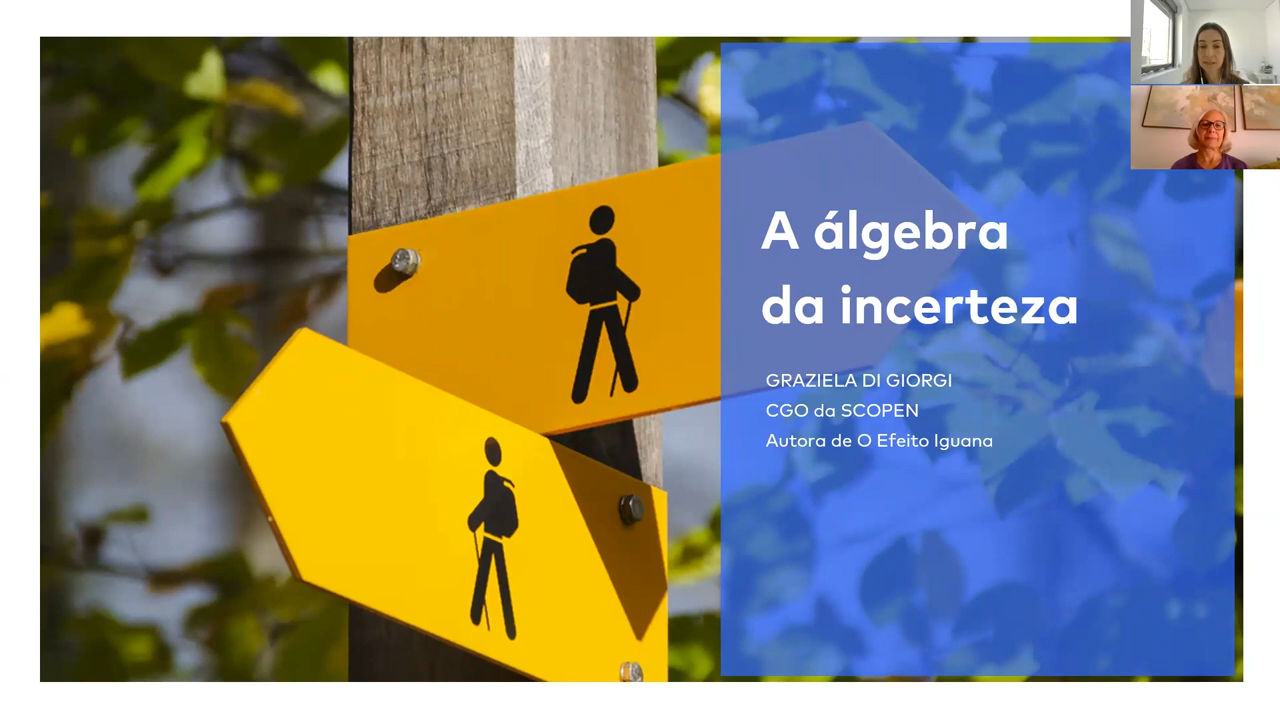 A álgebra
da incerteza
GRAZIELA DI GIORGI
CGO da SCOPEN
Autora de O Efeito Iguana